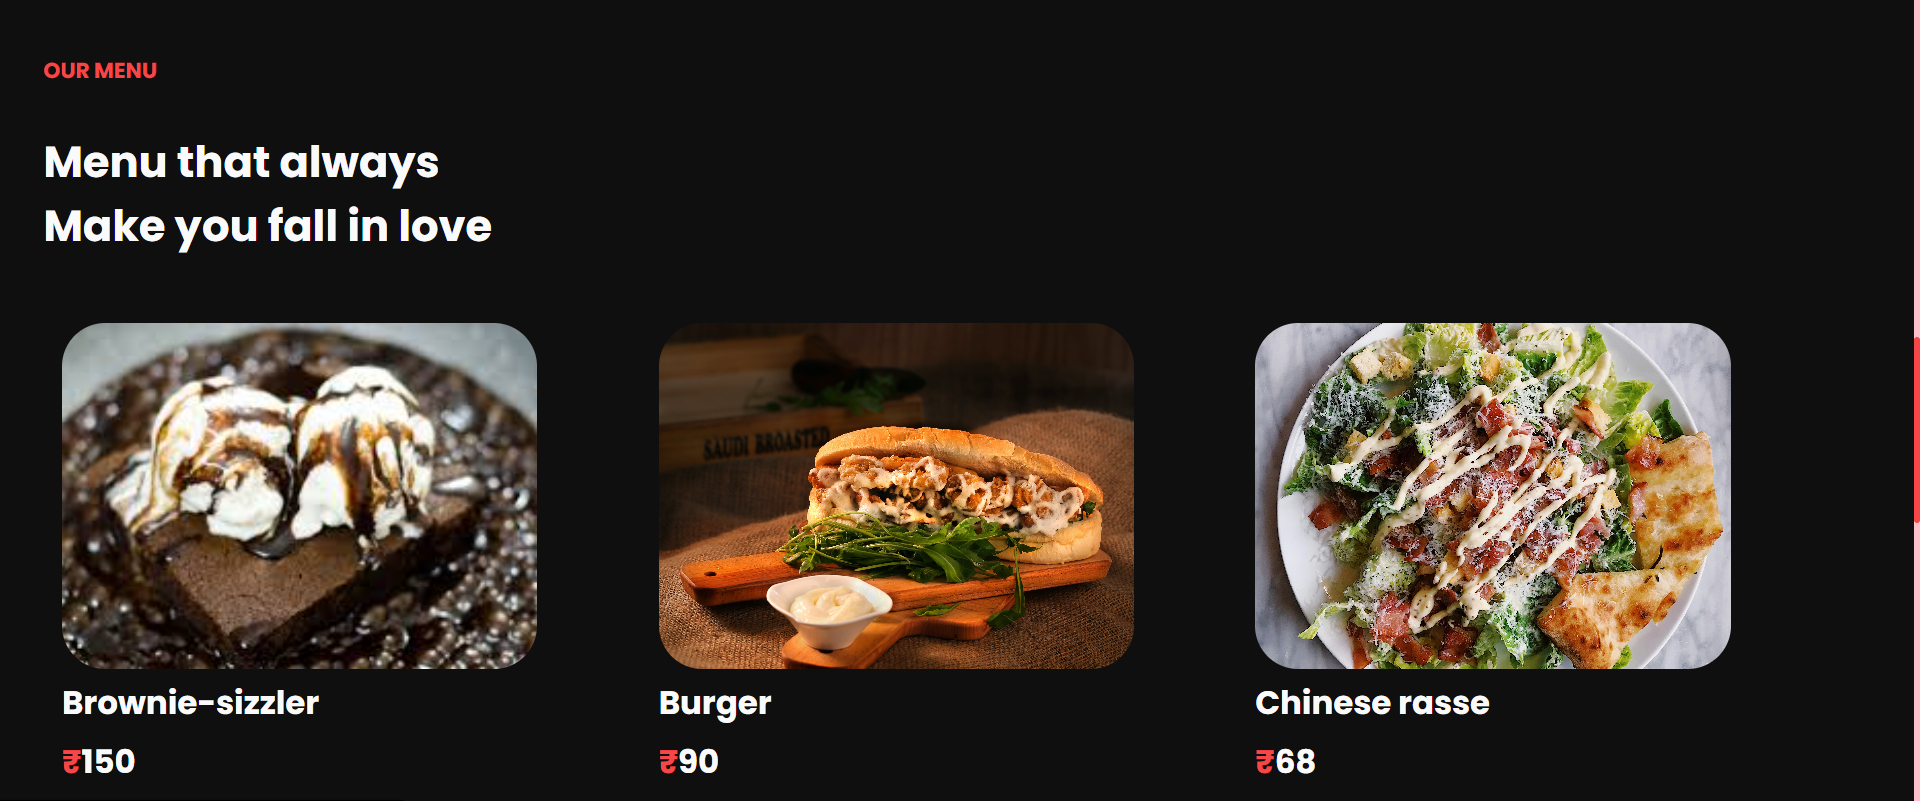 OUR MENU
Menu that always
Make you fall in love
SAUDI BROASTED
Brownie-sizzler
Burger
Chinese rasse
₹150
₹90
₹68